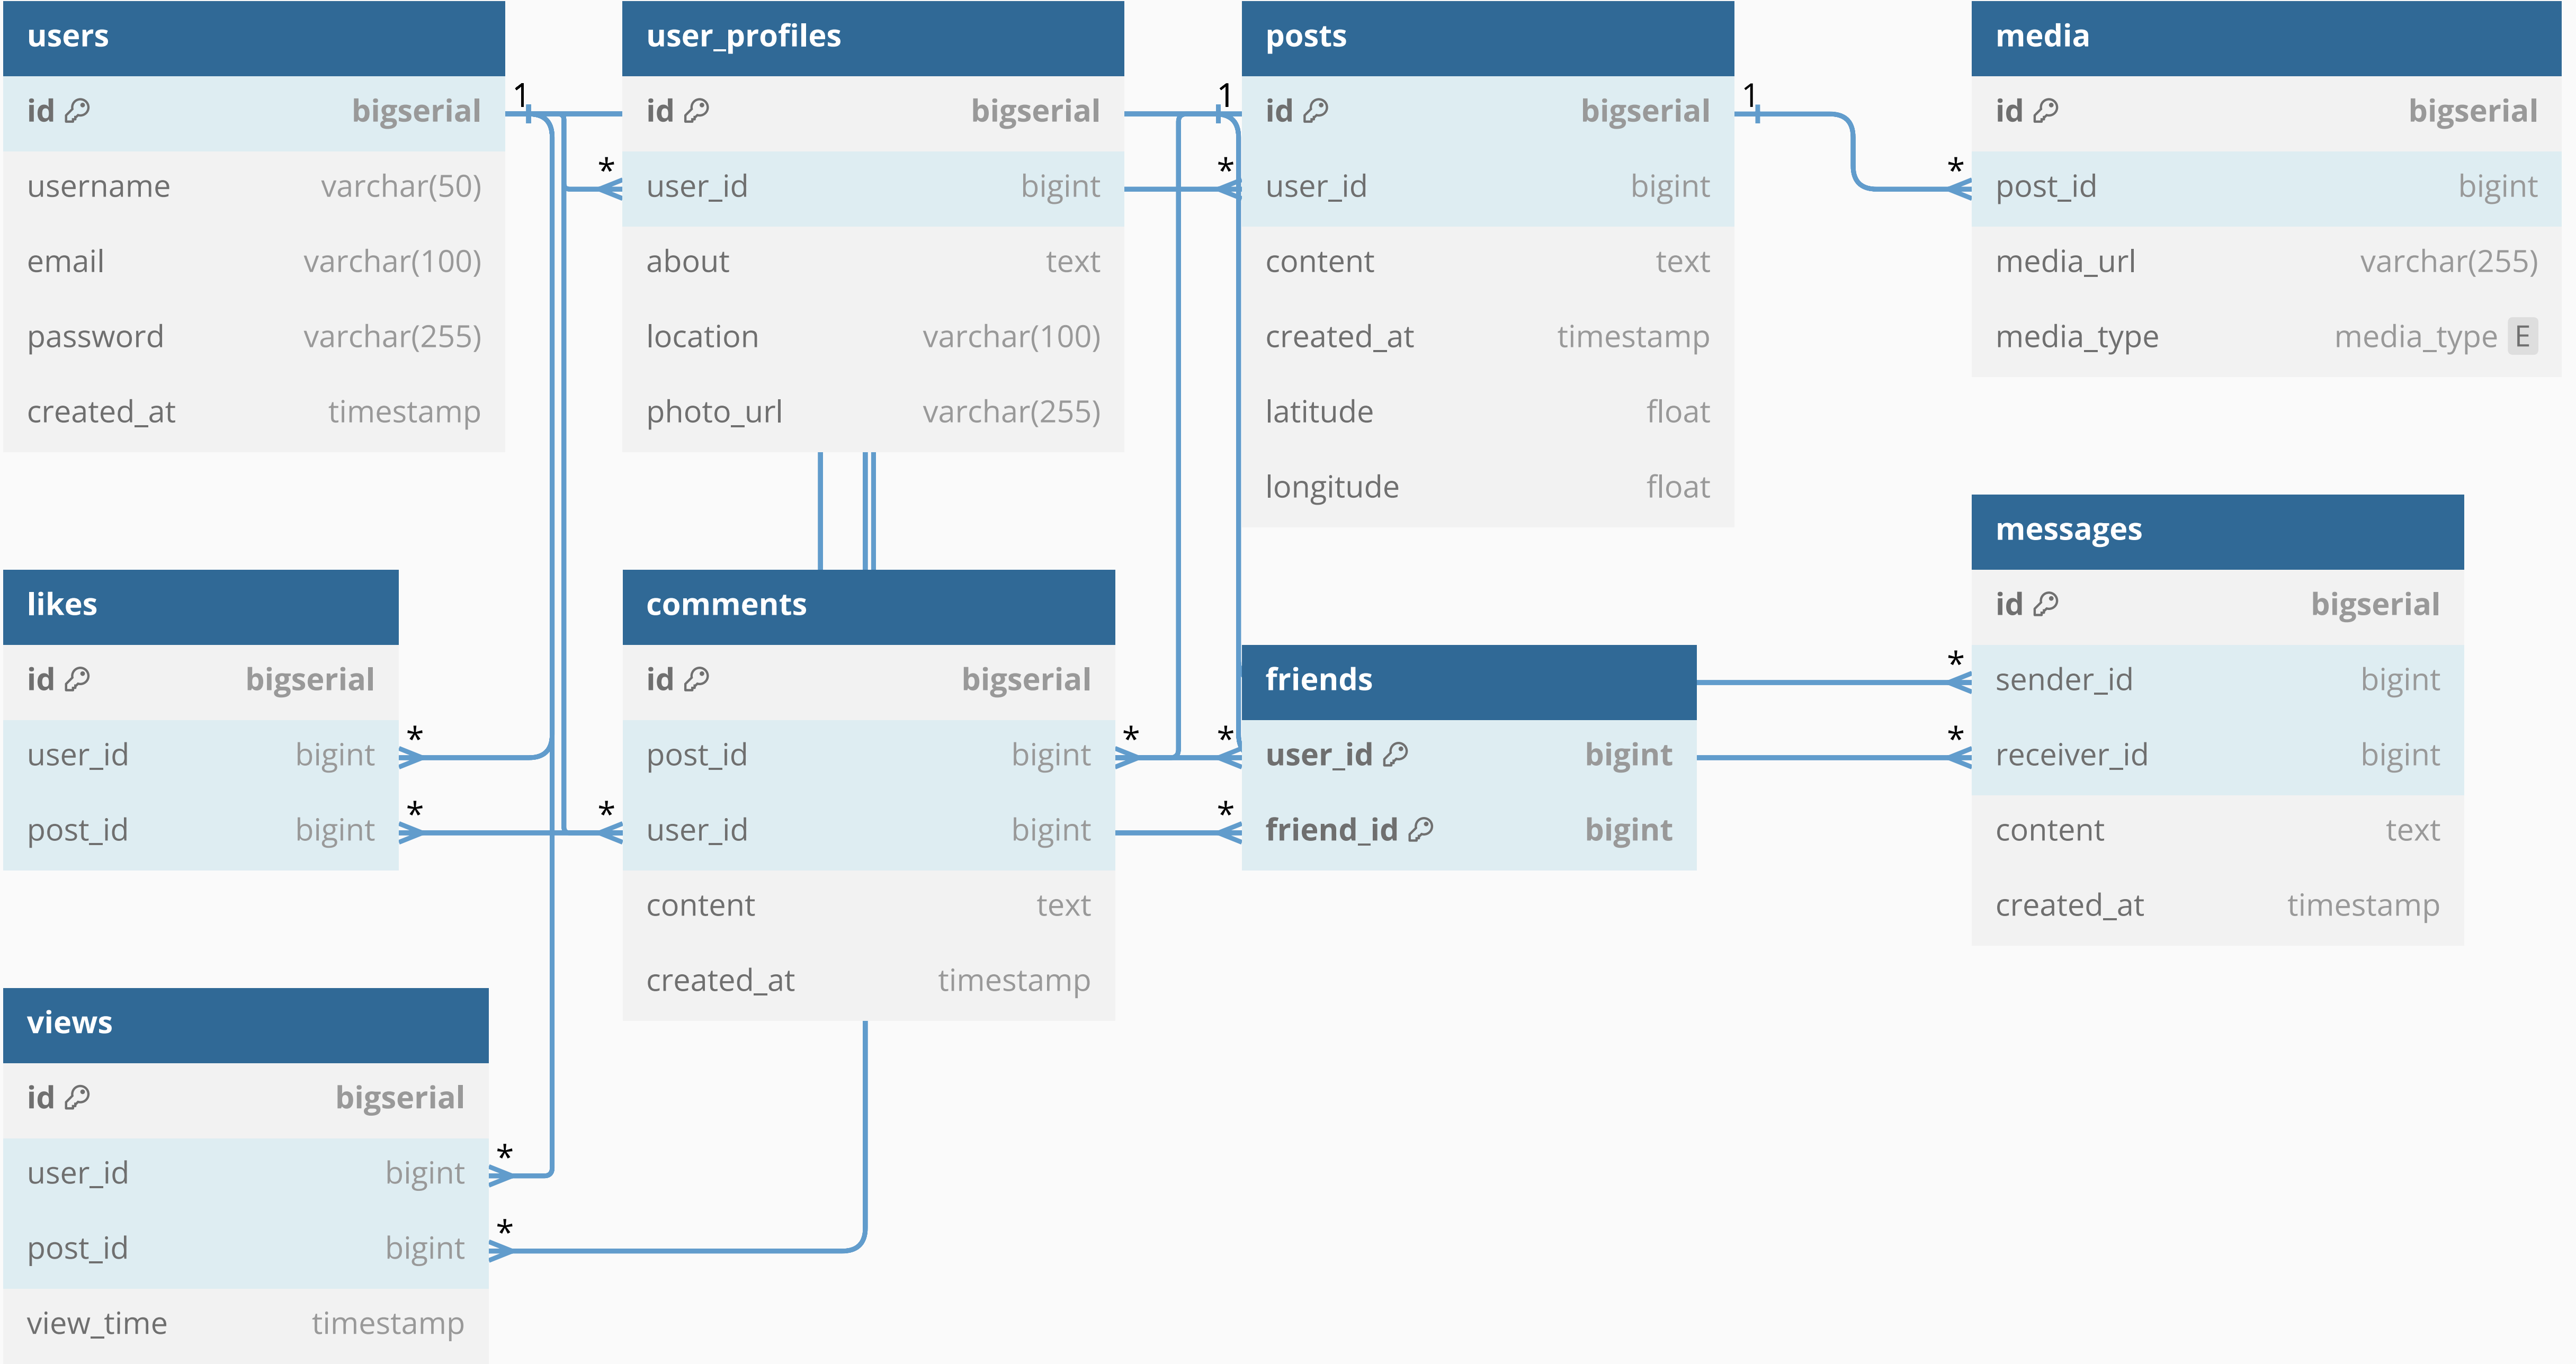 users
id bigserial
username varchar(50)
email varchar(100)
password varchar(255)
created_at timestamp
1
*
user_profiles
id bigserial
user_id bigint
about text
location varchar(100)
photo_url varchar(255)
1
*
posts
id bigserial
user_id bigint
content text
created_at timestamp
latitude float
longitude float
1
*
media
id bigserial
post_id bigint
media_url varchar(255)
media_type media_type E
likes
id bigserial
user_id bigint
post_id bigint
*
*
*
comments
id bigserial
post_id bigint
user_id bigint
content text
created_at timestamp
*
*
*
friends
user_id bigint
friend_id bigint
*
*
messages
id bigserial
sender_id bigint
receiver_id bigint
content text
created_at timestamp
views
id bigserial
user_id bigint
post_id bigint
view_time timestamp
*
*